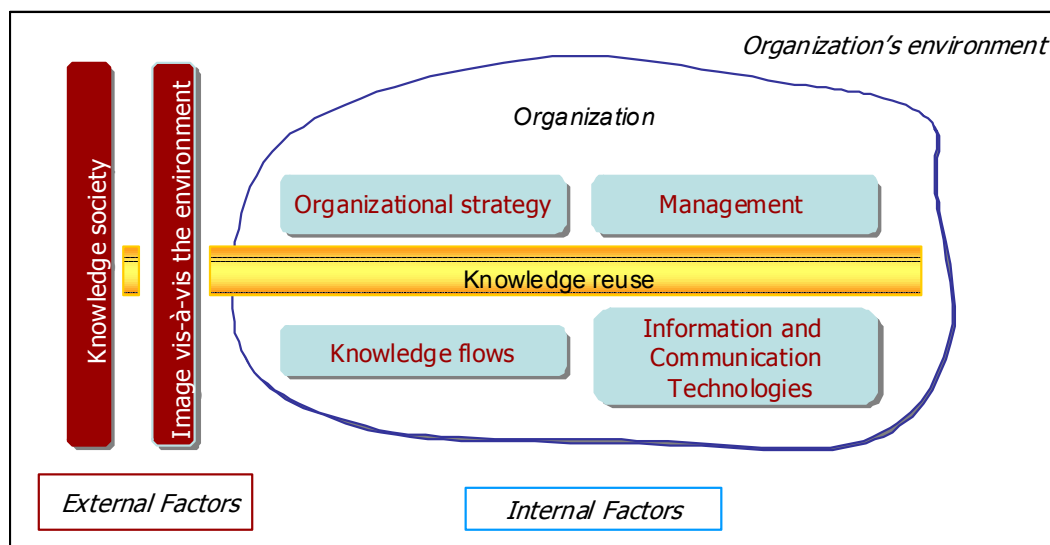 Organization's environment
Knowledge society
Image vis-à-vis the environment
Organization
Organizational strategy
Management
Knowledge reuse
Knowledge flows
Information and
Communication
Technologies
External Factors
Internal Factors